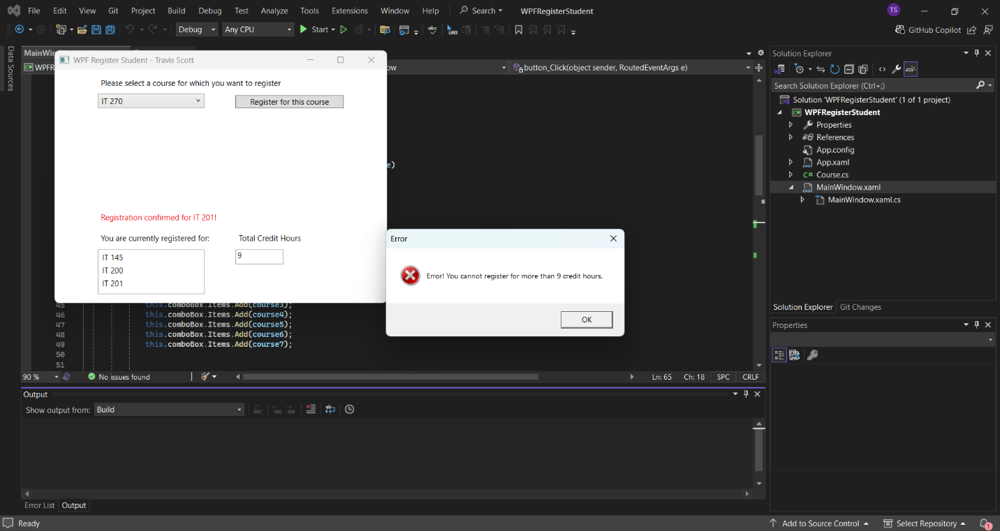 File Edit View Git Project Build Debug Test Analyze Tools Extensions Window Help Search WPFRegisterStudent TS
Debug Any CPU Start GitHub Copilot
Data Sources
MainWin
WPFR ow button_Click(object sender, RoutedEventArgs e)
WPF Register Student - Travis Scott
Please select a course for which you want to register
IT 270 Register for this course
e)
Registration confirmed for IT 201!
You are currently registered for: Total Credit Hours
IT 145
IT 200
IT 201
9
Error
Error! You cannot register for more than 9 credit hours.
OK
45 this.comboBox.Items.Add(course3);
46 this.comboBox.Items.Add(course4);
47 this.comboBox.Items.Add(course5);
48 this.comboBox.Items.Add(course6);
49 this.comboBox.Items.Add(course7);
50
51
90 % No issues found Ln: 65 Ch: 18 SPC CRLF
Output
Show output from: Build
Error List Output
Solution Explorer
Search Solution Explorer (Ctrl+;)
Solution 'WPFRegisterStudent' (1 of 1 project)
WPFRegisterStudent
Properties
References
App.config
App.xaml
C# Course.cs
MainWindow.xaml
MainWindow.xaml.cs
Solution Explorer Git Changes
Properties
Ready Add to Source Control Select Repository 1